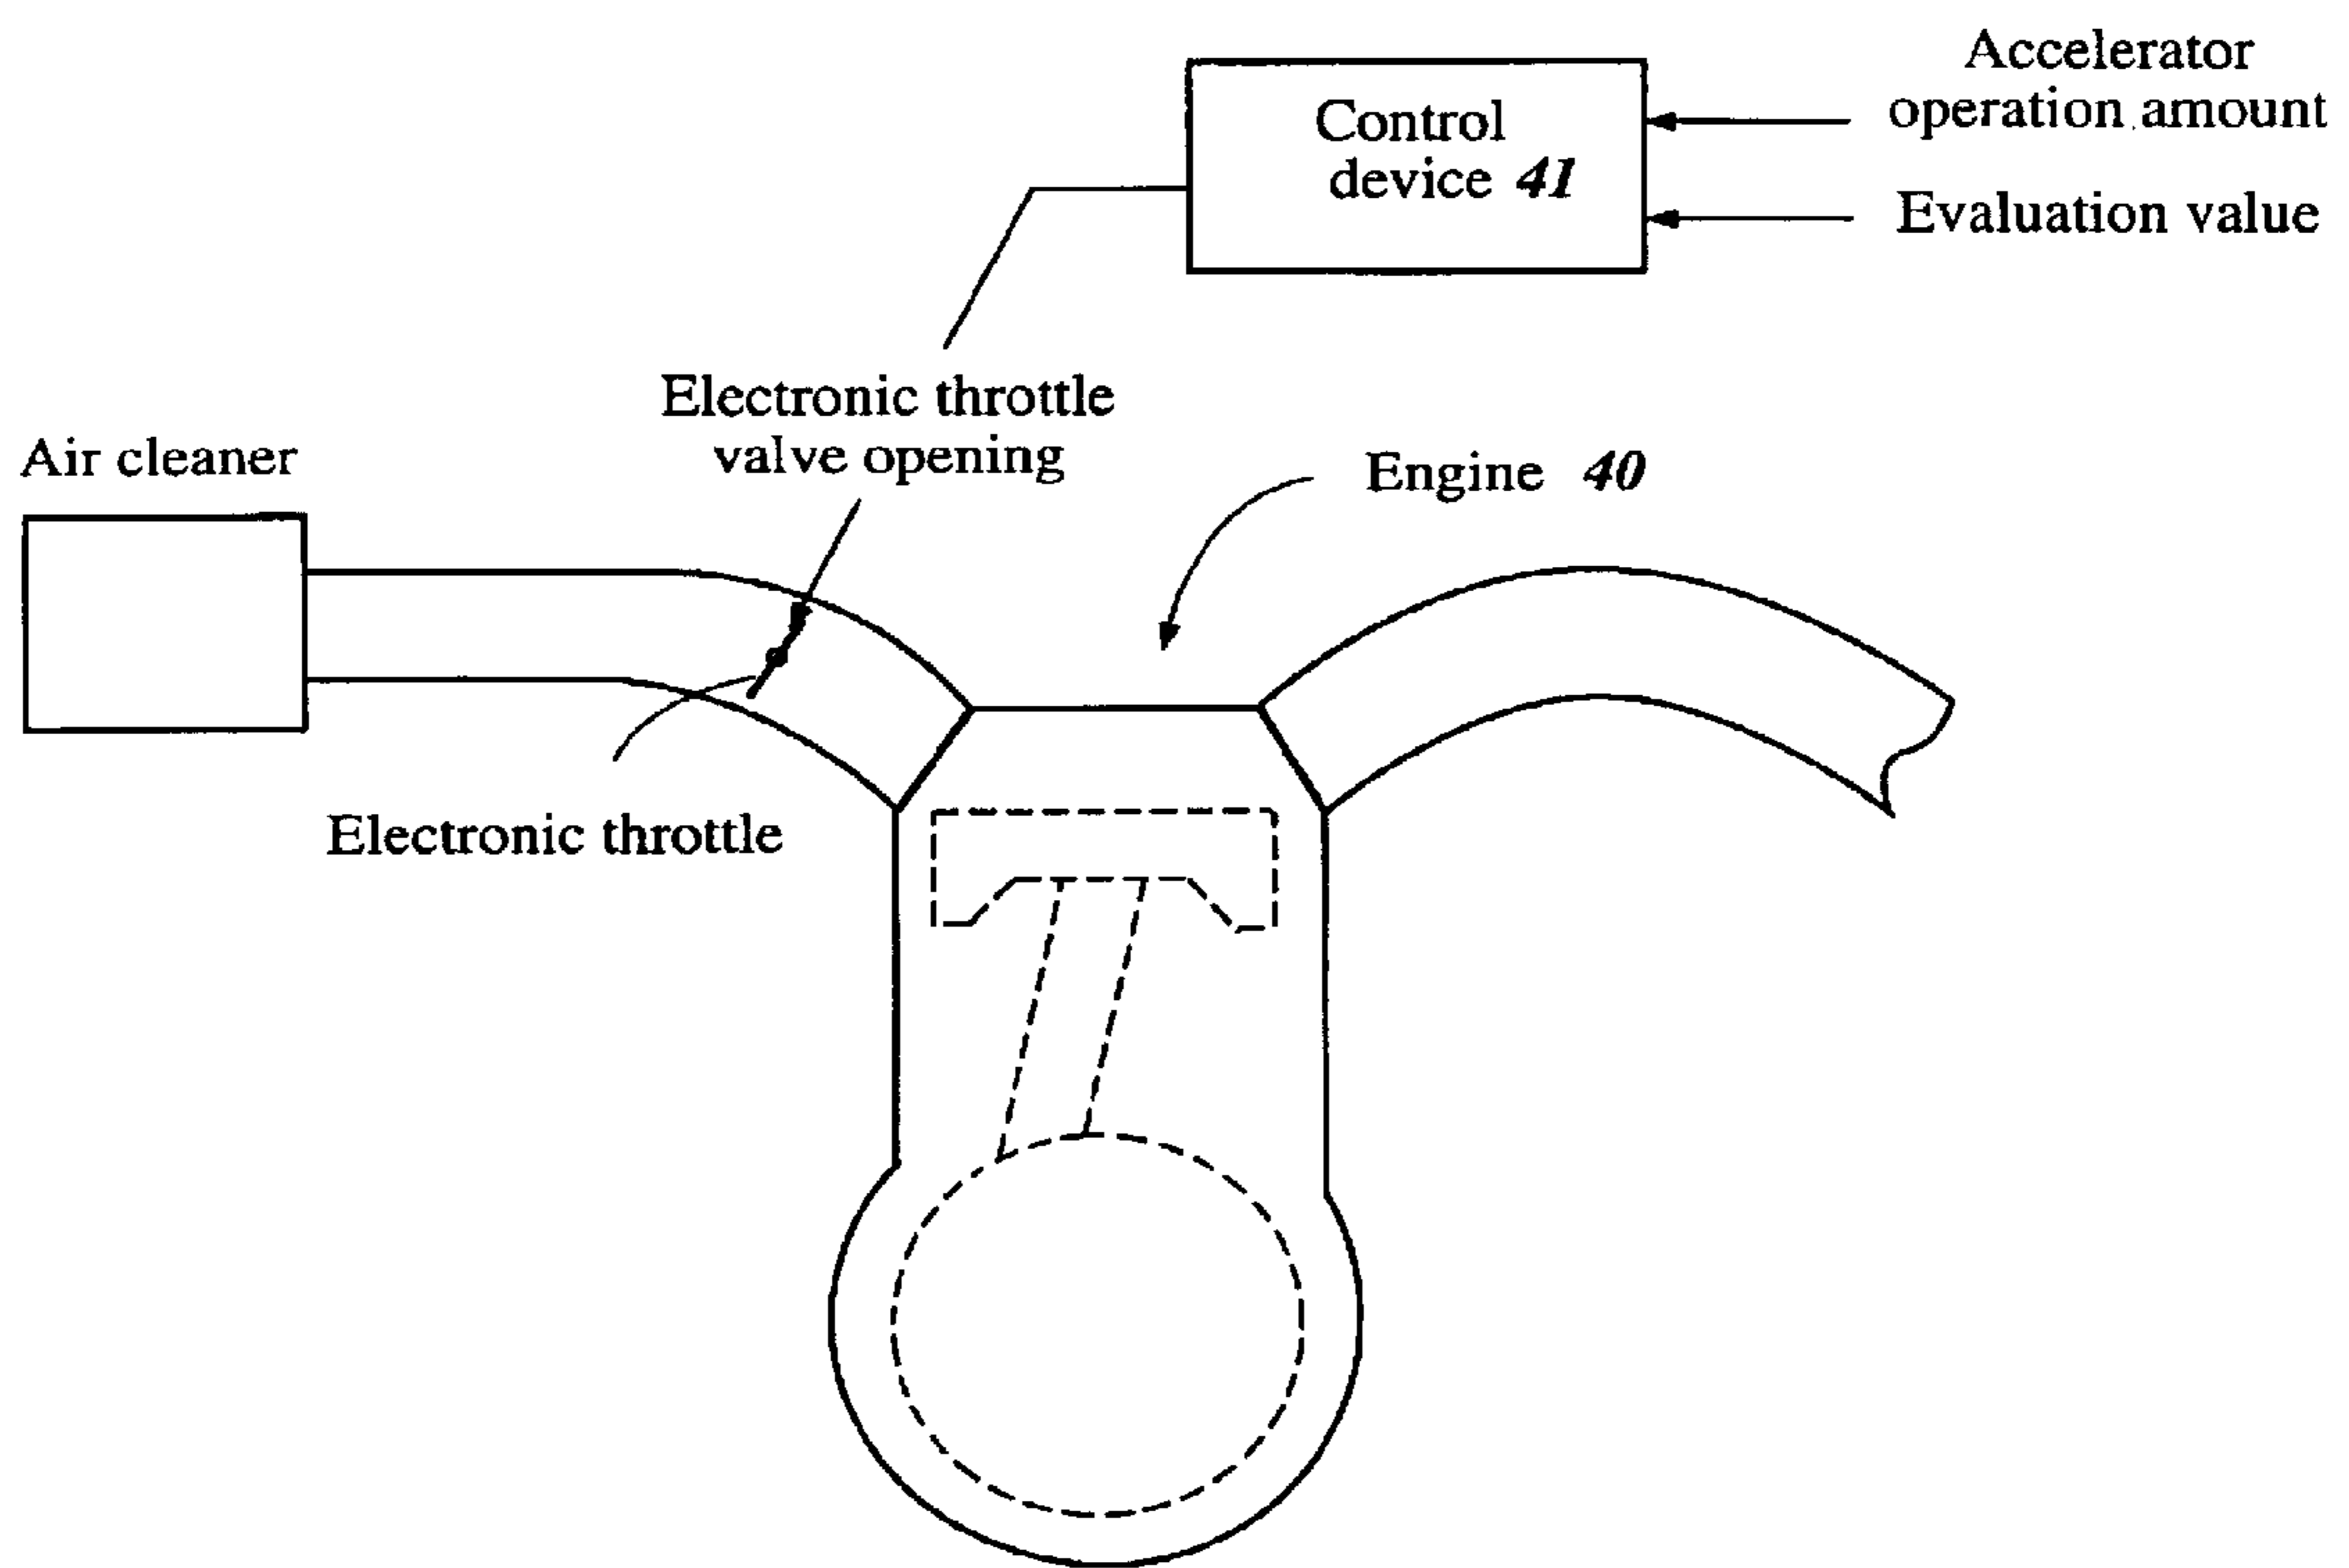 Accelerator
operation amount
Control
device 41
Evaluation value
Electronic throttle
valve opening
Air cleaner
Engine 40
Electronic throttle